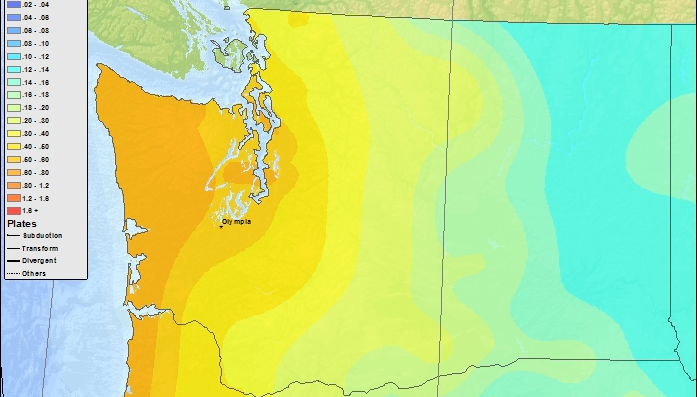 .02 - .04
.04 - .06
.06 - .08
.08 - .10
.10 - .12
.12 - .14
.14 - .16
.16 - .18
.18 - .20
.20 - .30
.30 - .40
.40 - .50
.50 - .60
.60 - .80
.80 - 1.2
1.2 - 1.6
1.6 +
Plates
Subduction
Transform
Divergent
Others
Olympia